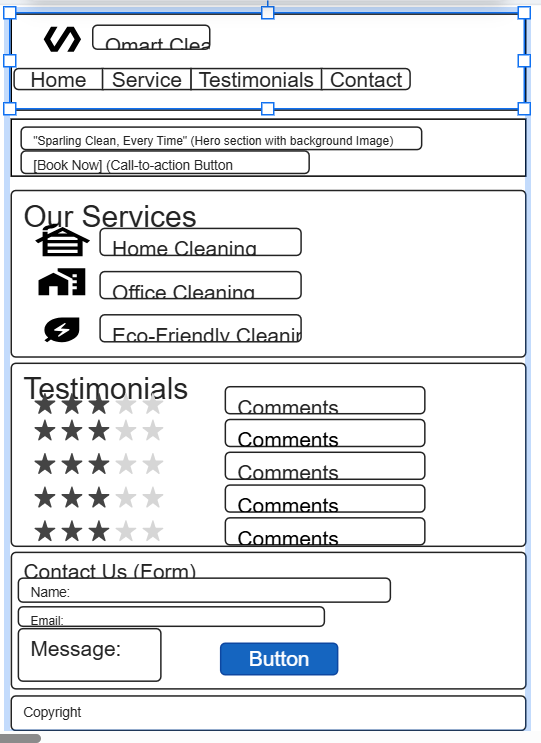 Omart Clea
Home Service Testimonials Contact
"Sparling Clean, Every Time" (Hero section with background Image)
[Book Now] (Call-to-action Button
Our Services
Home Cleaning
Office Cleaning
Eco-Friendly Cleanin
Testimonials
Comments
Comments
Comments
Comments
Comments
Contact Us (Form)
Name:
Email:
Message:
Button
Copyright